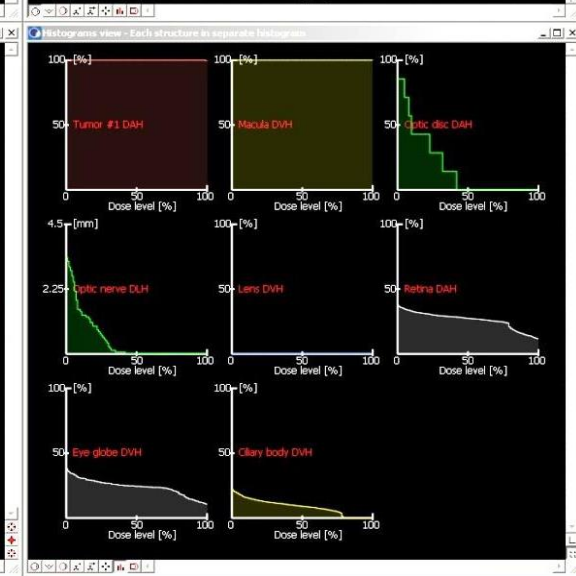 Histograms view - Each structure in separate histogram
100 [%] 100 [%] 100 [%]
50 Tumor #1 DAH 50 Macula DVH 50 Optic disc DAH
0 50 100 0 50 100 0 50 100
Dose level [%] Dose level [%] Dose level [%]
4.5 [mm] 100 [%] 100 [%]
2.25 Optic nerve DLH 50 Lens DVH 50 Retina DAH
0 50 100 0 50 100 0 50 100
Dose level [%] Dose level [%] Dose level [%]
100 [%] 100 [%]
50 Eye globe DVH 50 Ciliary body DVH
0 50 100 0 50 100
Dose level [%] Dose level [%]